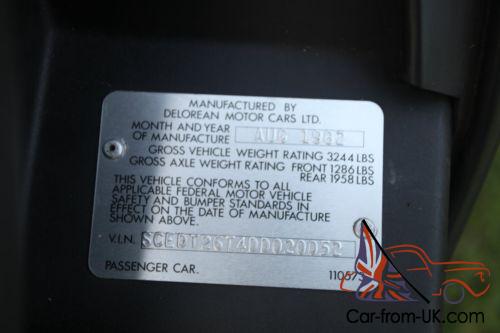 MANUFACTURED BY
DELOREAN MOTOR CARS LTD.
MONTH AND YEAR
OF MANUFACTURE AUG 1982
GROSS VEHICLE WEIGHT RATING 3244 LBS
GROSS AXLE WEIGHT RATING FRONT 1286 LBS
REAR 1958 LBS
THIS VEHICLE CONFORMS TO ALL
APPLICABLE FEDERAL MOTOR VEHICLE
SAFETY AND BUMPER STANDARDS IN
EFFECT ON THE DATE OF MANUFACTURE
SHOWN ABOVE.
V.I.N. SCEDT26T4DD020052
PASSENGER CAR. 110573
Car-from-UK.com